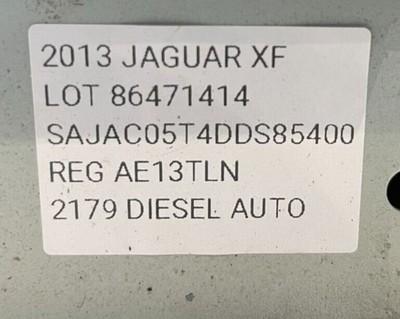 2013 JAGUAR XF
LOT 86471414
SAJAC05T4DDS85400
REG AE13TLN
2179 DIESEL AUTO